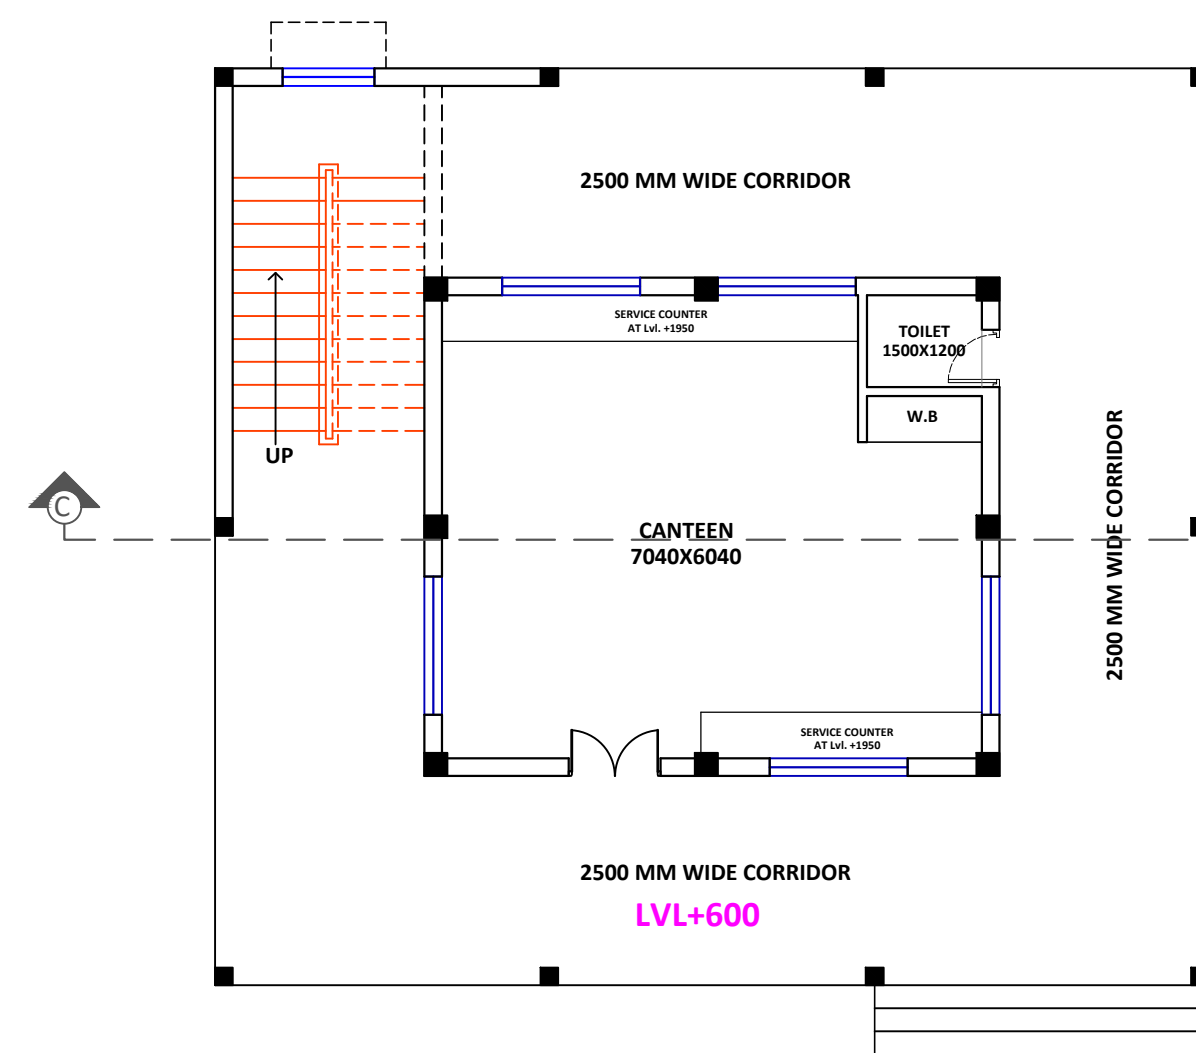 2500 MM WIDE CORRIDOR
SERVICE COUNTER
AT Lvl. +1950
TOILET
1500X1200
W.B
UP
C
CANTEEN
7040X6040
2500 MM WIDE CORRIDOR
SERVICE COUNTER
AT Lvl. +1950
2500 MM WIDE CORRIDOR
LVL+600